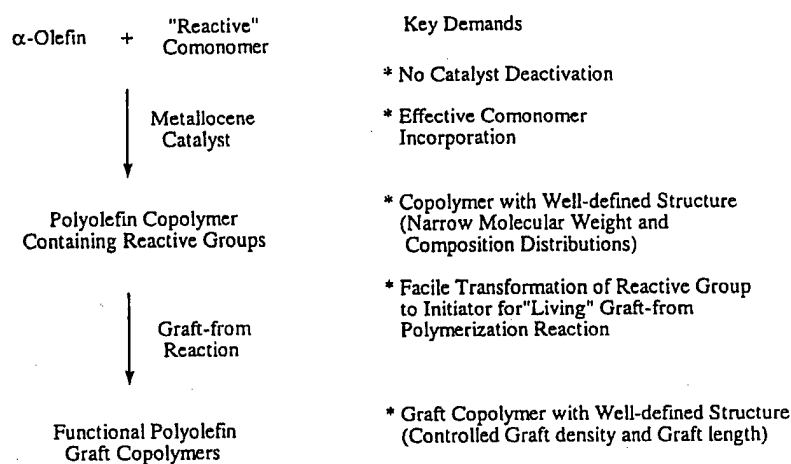 α-Olefin + "Reactive" Comonomer
Key Demands
* No Catalyst Deactivation
Metallocene
Catalyst
* Effective Comonomer
Incorporation
Polyolefin Copolymer
Containing Reactive Groups
* Copolymer with Well-defined Structure
(Narrow Molecular Weight and
Composition Distributions)
* Facile Transformation of Reactive Group
to Initiator for"Living" Graft-from
Polymerization Reaction
Graft-from
Reaction
Functional Polyolefin
Graft Copolymers
* Graft Copolymer with Well-defined Structure
(Controlled Graft density and Graft length)